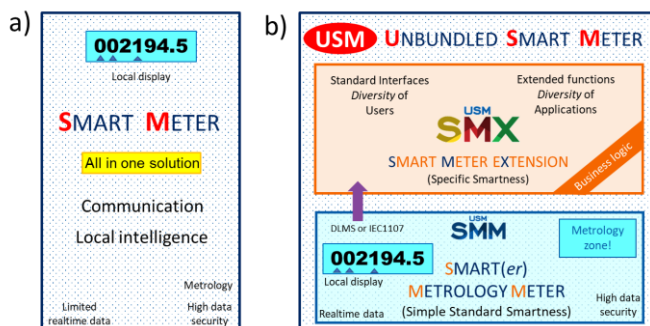 a)
002194.5
Local display
SMART METER
All in one solution
Communication
Local intelligence
Metrology
Limited
realtime data
High data
security
b)
USM UNBUNDLED SMART METER
Standard Interfaces
Diversity of
Users
Extended functions
Diversity of
Applications
USM
SMX
SMART METER EXTENSION
(Specific Smartness)
Business logic
DLMS or IEC1107
USM
SMM
Metrology
zone!
002194.5
Local display
SMART(er)
METROLOGY METER
(Simple Standard Smartness)
Realtime data
High data
security